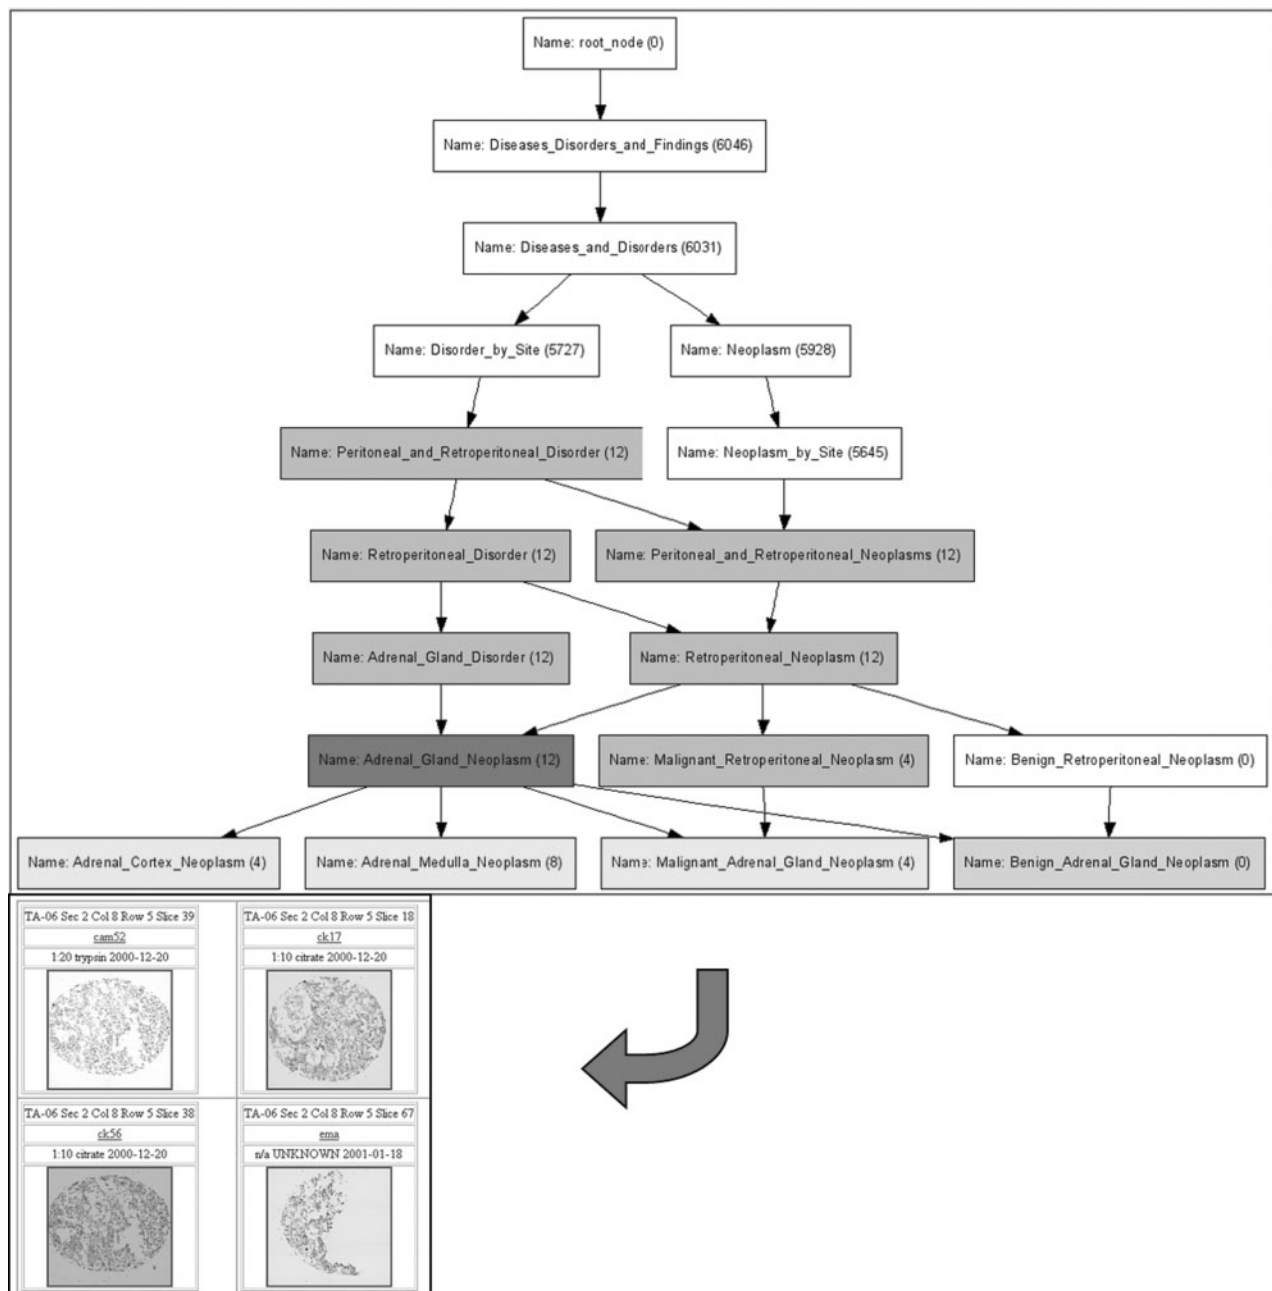 Name: root_node (0)
Name: Diseases_Disorders_and_Findings (6046)
Name: Diseases_and_Disorders (6031)
Name: Disorder_by_Site (5727)
Name: Neoplasm (5928)
Name: Peritoneal_and_Retroperitoneal_Disorder (12)
Name: Neoplasm_by_Site (5645)
Name: Retroperitoneal_Disorder (12)
Name: Peritoneal_and_Retroperitoneal_Neoplasms (12)
Name: Adrenal_Gland_Disorder (12)
Name: Retroperitoneal_Neoplasm (12)
Name: Adrenal_Gland_Neoplasm (12)
Name: Malignant_Retroperitoneal_Neoplasm (4)
Name: Benign_Retroperitoneal_Neoplasm (0)
Name: Adrenal_Cortex_Neoplasm (4)
Name: Adrenal_Medulla_Neoplasm (8)
Name: Malignant_Adrenal_Gland_Neoplasm (4)
Name: Benign_Adrenal_Gland_Neoplasm (0)
TA-06 Sec 2 Col 8 Row 5 Slice 39
cam52
1:20 trypsin 2000-12-20
TA-06 Sec 2 Col 8 Row 5 Slice 18
ck17
1:10 citrate 2000-12-20
TA-06 Sec 2 Col 8 Row 5 Slice 38
ck56
1:10 citrate 2000-12-20
TA-06 Sec 2 Col 8 Row 5 Slice 67
ema
n/a UNKNOWN 2001-01-18